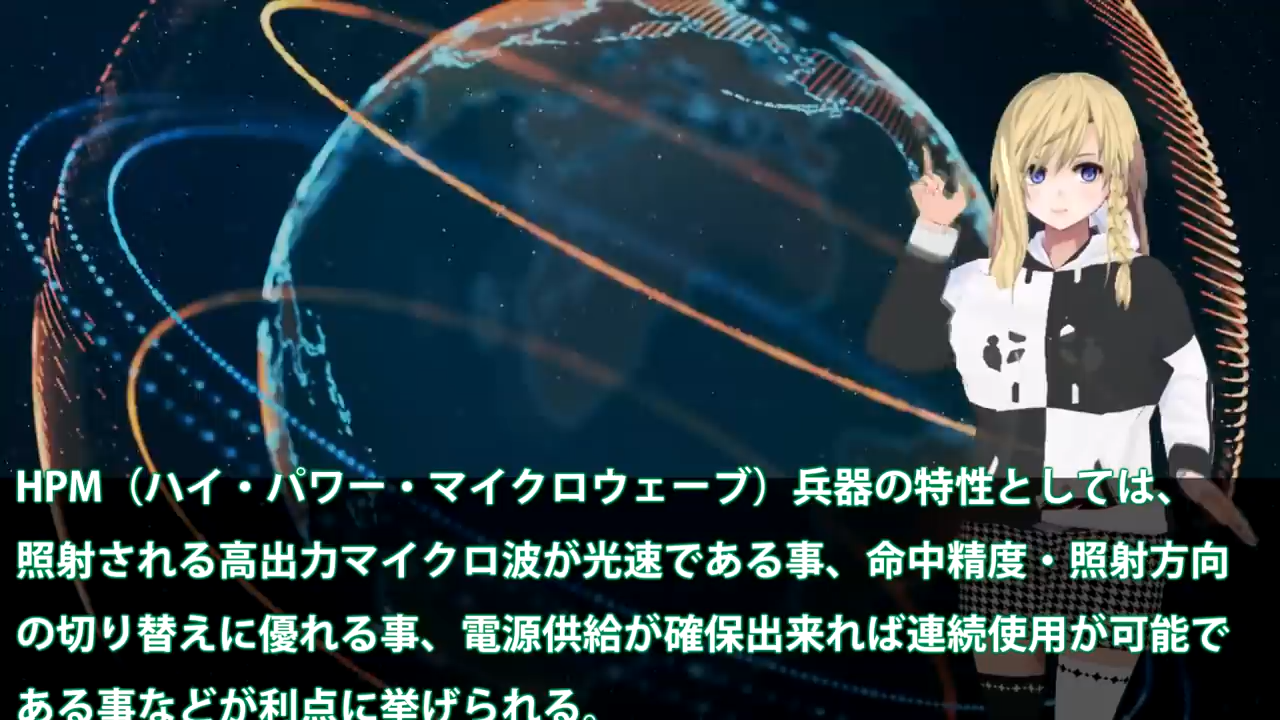 HPM（ハイ・パワー・マイクロウェーブ）兵器の特性としては、
照射される高出力マイクロ波が光速である事、命中精度・照射方向
の切り替えに優れる事、電源供給が確保出来れば連続使用が可能で
ある事などが利点に挙げられる。